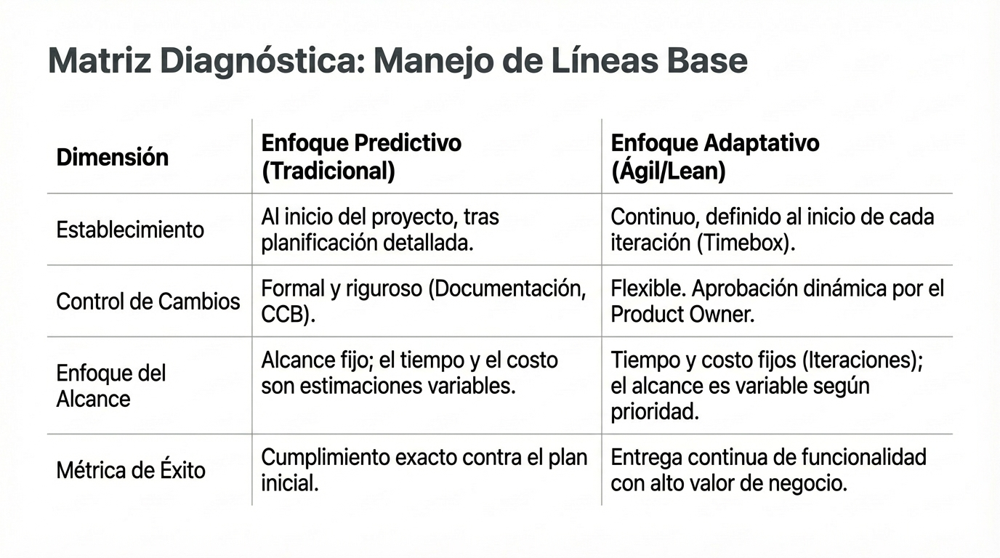 Matriz Diagnóstica: Manejo de Líneas Base
Dimensión
Enfoque Predictivo
(Tradicional)
Enfoque Adaptativo
(Ágil/Lean)
Establecimiento
Al inicio del proyecto, tras
planificación detallada.
Continuo, definido al inicio de cada
iteración (Timebox).
Control de Cambios
Formal y riguroso (Documentación,
CCB).
Flexible. Aprobación dinámica por el
Product Owner.
Enfoque del
Alcance
Alcance fijo; el tiempo y el costo
son estimaciones variables.
Tiempo y costo fijos (Iteraciones);
el alcance es variable según
prioridad.
Métrica de Éxito
Cumplimiento exacto contra el plan
inicial.
Entrega continua de funcionalidad
con alto valor de negocio.